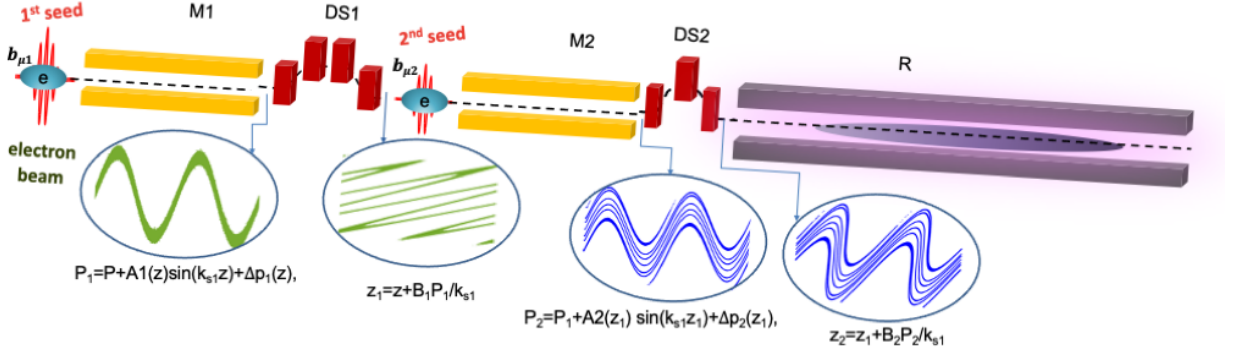 1st seed
M1
DS1
bμ1
e
2nd seed
M2
DS2
bμ2
e
R
electron
beam
P1=P+A1(z)sin(ks1z)+Δp1(z),
z1=z+B1P1/ks1
P2=P1+A2(z1) sin(ks1z1)+Δp2(z1),
z2=z1+B2P2/ks1